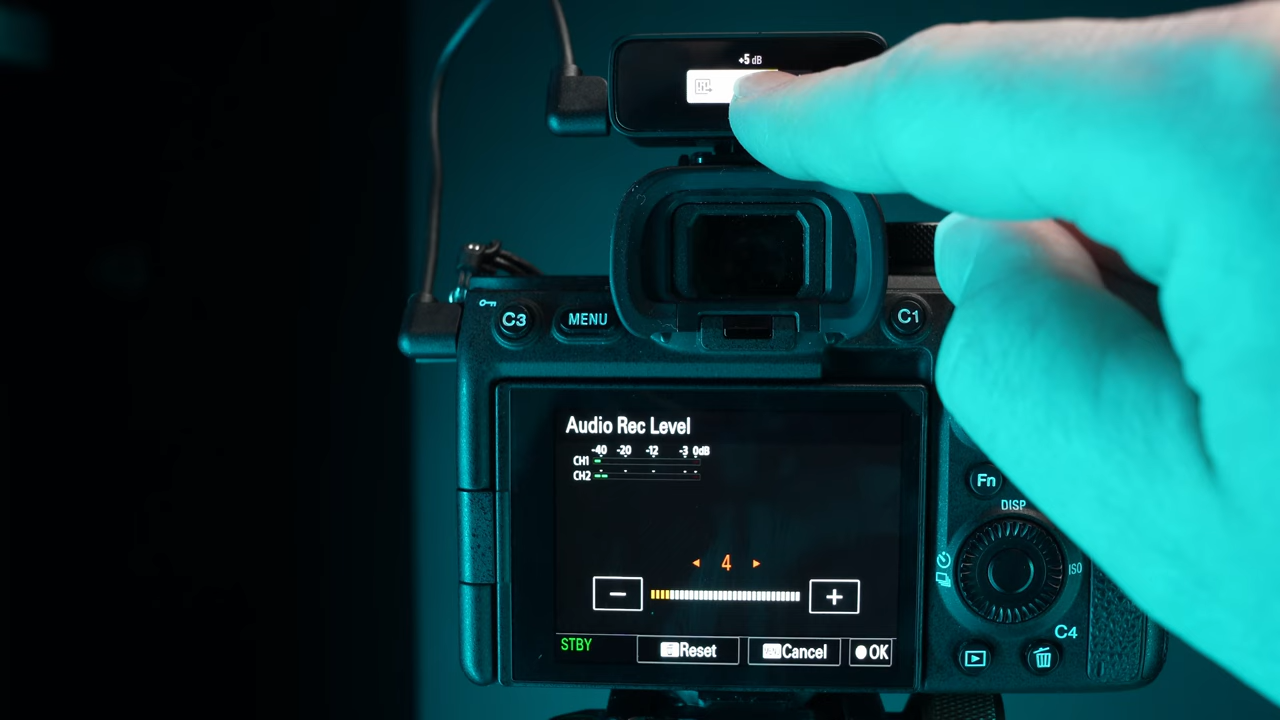 +5 dB
C3
MENU
C1
Audio Rec Level
-40 -20 -12 -3 0dB
CH1
CH2
Fn
DISP
4
ISO
− +
C4
STBY Reset Cancel OK